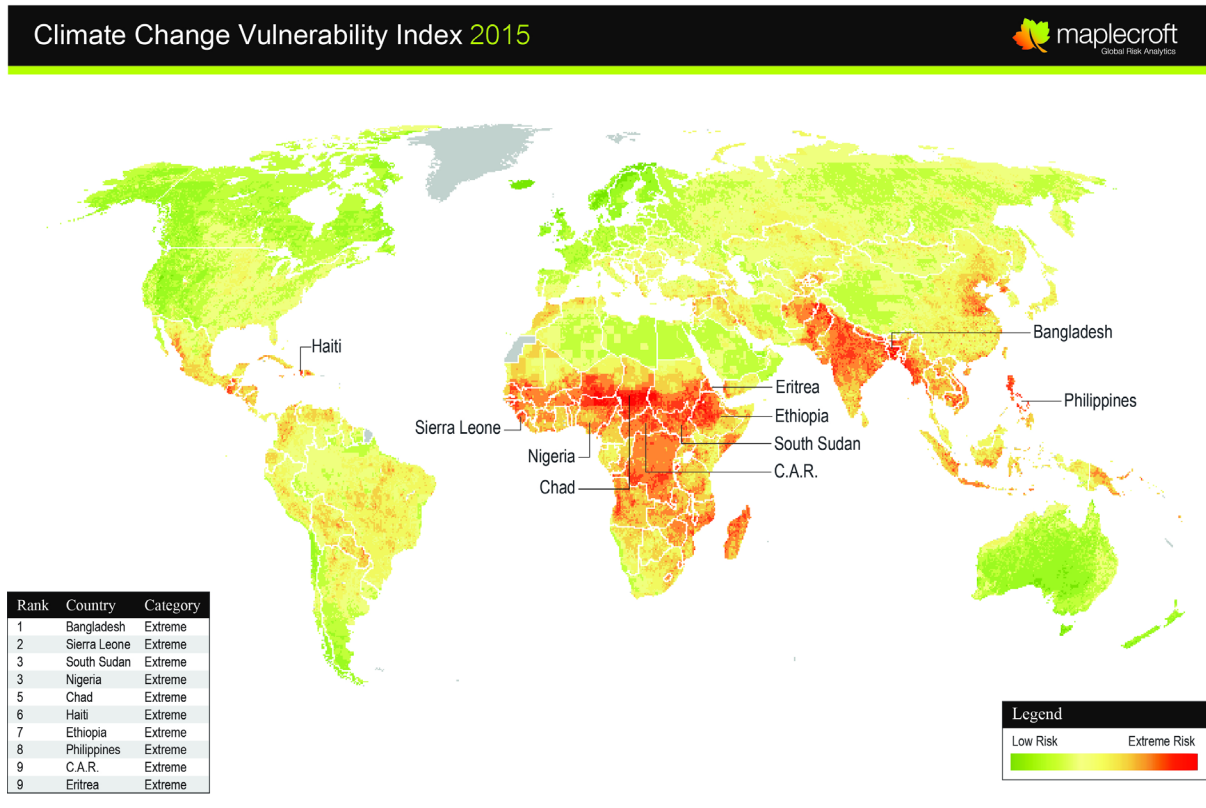 Climate Change Vulnerability Index 2015
maplecroft
Global Risk Analytics
Haiti
Bangladesh
Eritrea
Philippines
Ethiopia
Sierra Leone
South Sudan
Nigeria
C.A.R.
Chad
Rank Country Category
1 Bangladesh Extreme
2 Sierra Leone Extreme
3 South Sudan Extreme
3 Nigeria Extreme
5 Chad Extreme
6 Haiti Extreme
7 Ethiopia Extreme
8 Philippines Extreme
9 C.A.R. Extreme
9 Eritrea Extreme
Legend
Low Risk Extreme Risk